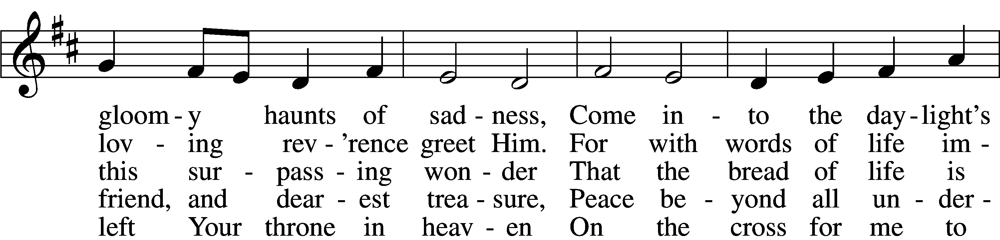 gloom - y haunts of sad - ness, Come in - to the day - light’s
lov - ing rev - ’rence greet Him. For with words of life im -
this sur - pass - ing won - der That the bread of life is
friend, and dear - est trea - sure, Peace be - yond all un - der -
left Your throne in heav - en On the cross for me to